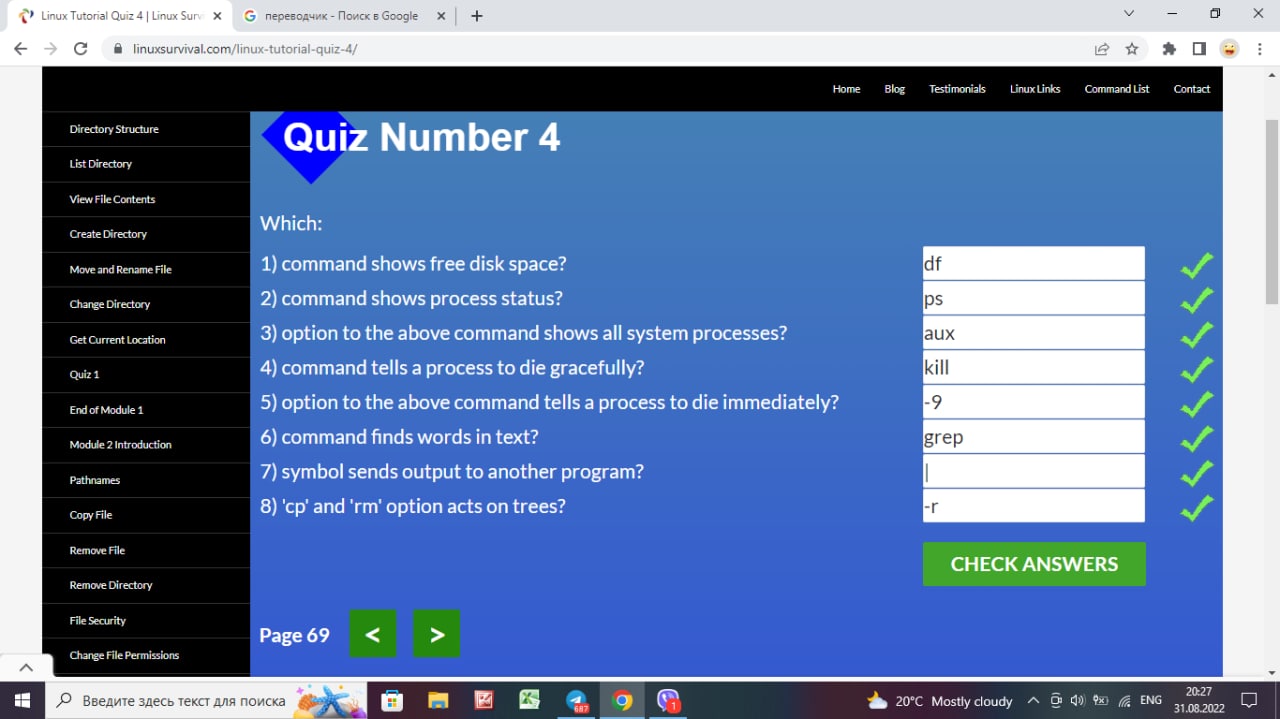 Linux Tutorial Quiz 4 | Linux Surv
переводчик - Поиск в Google
linuxsurvival.com/linux-tutorial-quiz-4/
Home Blog Testimonials Linux Links Command List Contact
Directory Structure
List Directory
View File Contents
Create Directory
Move and Rename File
Change Directory
Get Current Location
Quiz 1
End of Module 1
Module 2 Introduction
Pathnames
Copy File
Remove File
Remove Directory
File Security
Change File Permissions
Quiz Number 4
Which:
1) command shows free disk space? df
2) command shows process status? ps
3) option to the above command shows all system processes? aux
4) command tells a process to die gracefully? kill
5) option to the above command tells a process to die immediately? -9
6) command finds words in text? grep
7) symbol sends output to another program? |
8) 'cp' and 'rm' option acts on trees? -r
CHECK ANSWERS
Page 69 < >
Введите здесь текст для поиска
687
1
20°C Mostly cloudy
ENG
20:27
31.08.2022